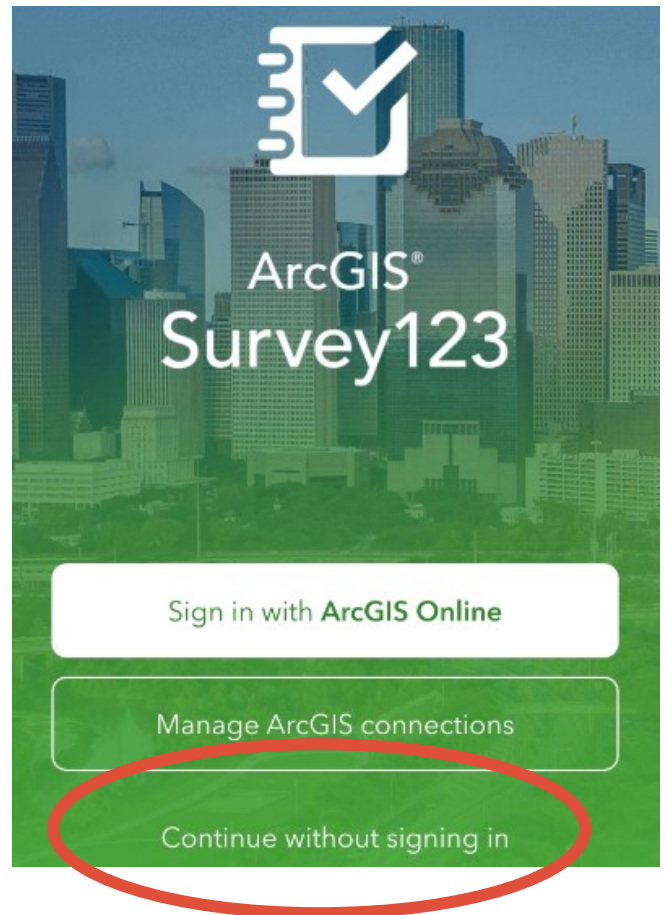 ArcGIS®
Survey123
Sign in with ArcGIS Online
Manage ArcGIS connections
Continue without signing in